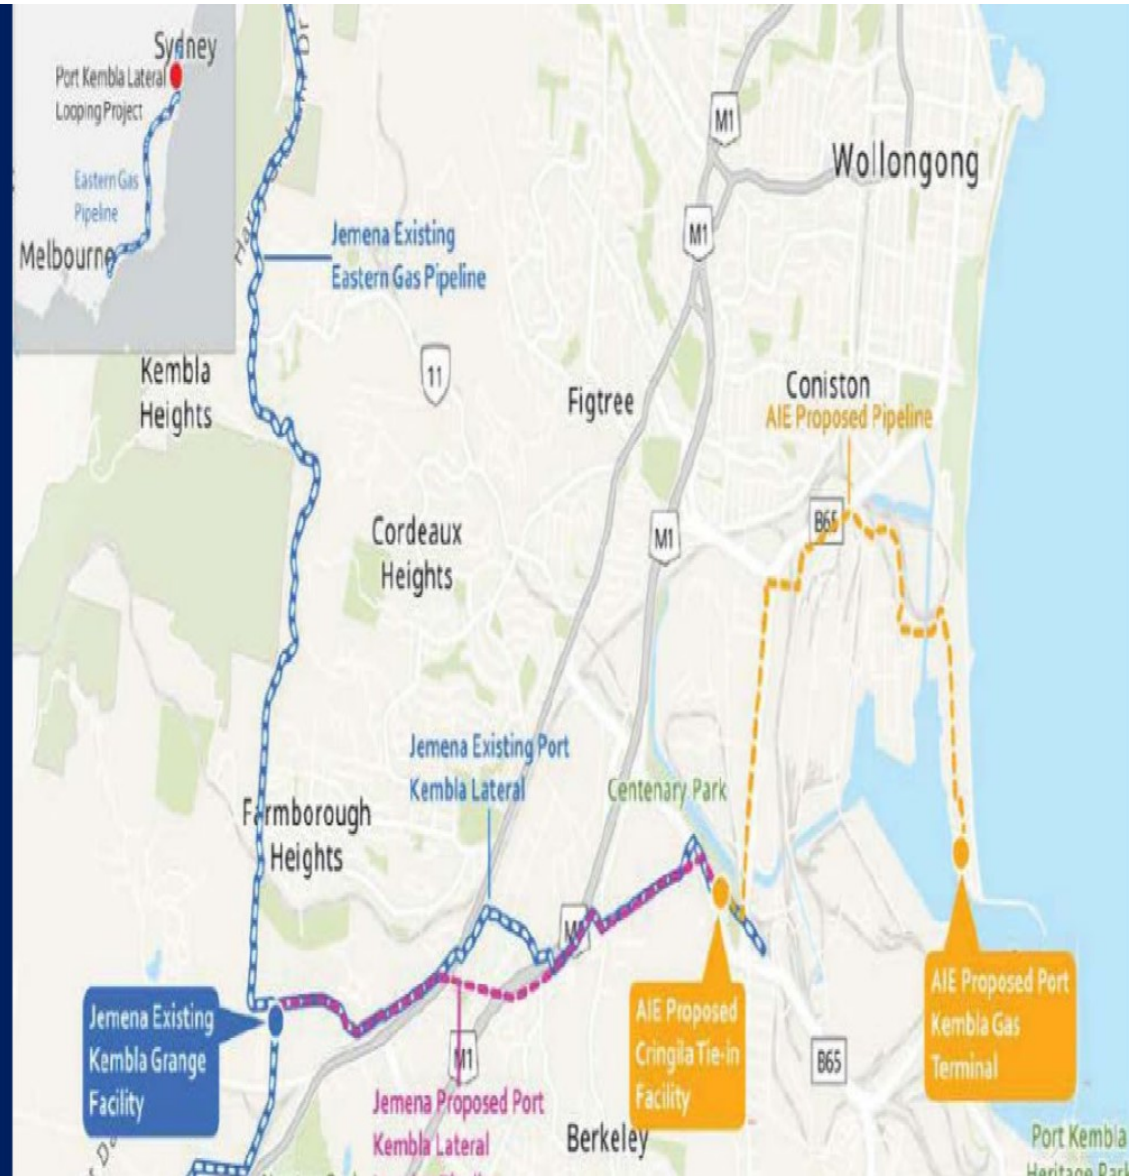 Sydney
Port Kembla Lateral
Looping Project
Eastern Gas
Pipeline
Melbourne
Dr
Jemena Existing
Eastern Gas Pipeline
M1
Wollongong
M1
Kembla
Heights
11
Figtree
Coniston
AIE Proposed Pipeline
B65
M1
Cordeaux
Heights
Jemena Existing Port
Kembla Lateral
Centenary Park
Farmborough
Heights
Jemena Existing
Kembla Grange
Facility
AIE Proposed
Cringila Tie-in
Facility
AIE Proposed Port
Kembla Gas
Terminal
M1
B65
Jemena Proposed Port
Kembla Lateral
Berkeley
Port Kembla
Heritage Park